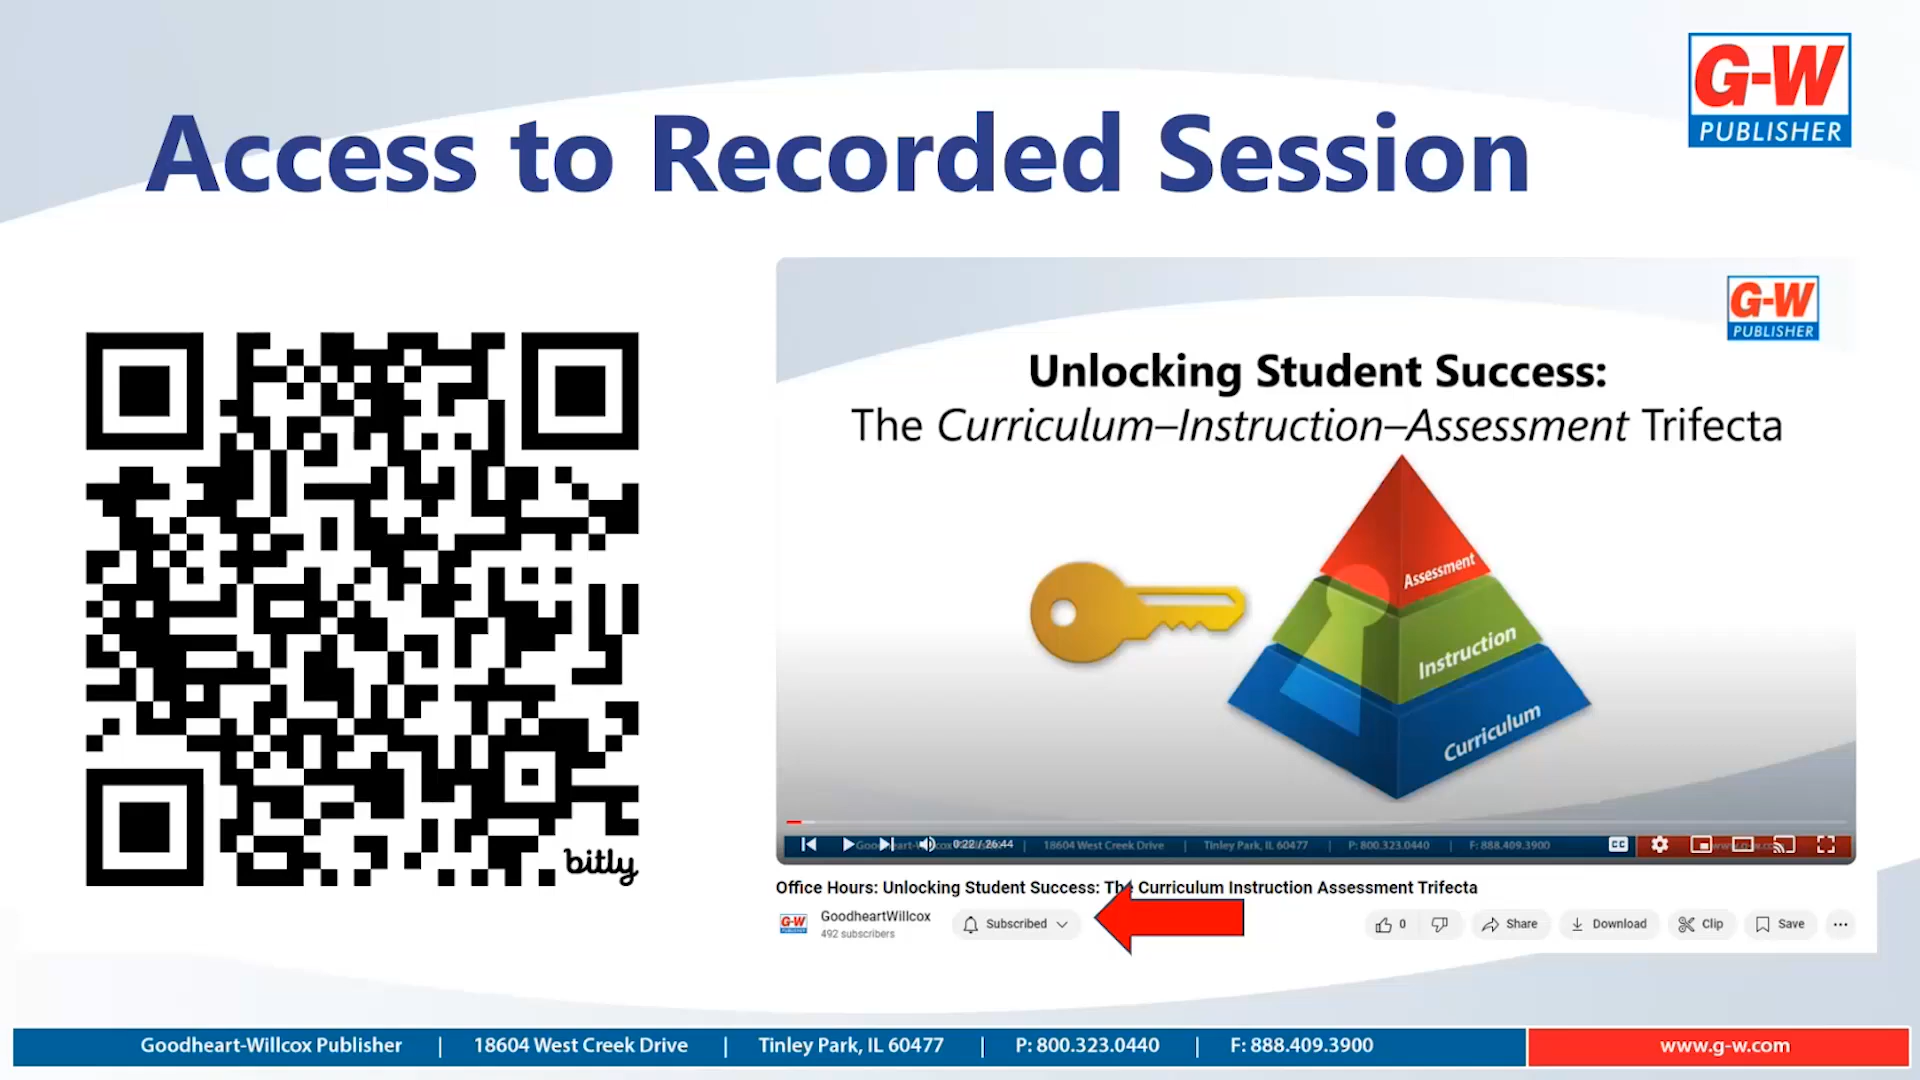 G-W
PUBLISHER
Access to Recorded Session
bitly
G-W
PUBLISHER
Unlocking Student Success:
The Curriculum–Instruction–Assessment Trifecta
Assessment
Instruction
Curriculum
0:22 / 26:44
18604 West Creek Drive | Tinley Park, IL 60477 | P: 800.323.0440 | F: 888.409.3900
CC
Office Hours: Unlocking Student Success: The Curriculum Instruction Assessment Trifecta
G-W
PUBLISHER
GoodheartWillcox
492 subscribers
Subscribed
0
Share
Download
Clip
Save
Goodheart-Willcox Publisher | 18604 West Creek Drive | Tinley Park, IL 60477 | P: 800.323.0440 | F: 888.409.3900
www.g-w.com